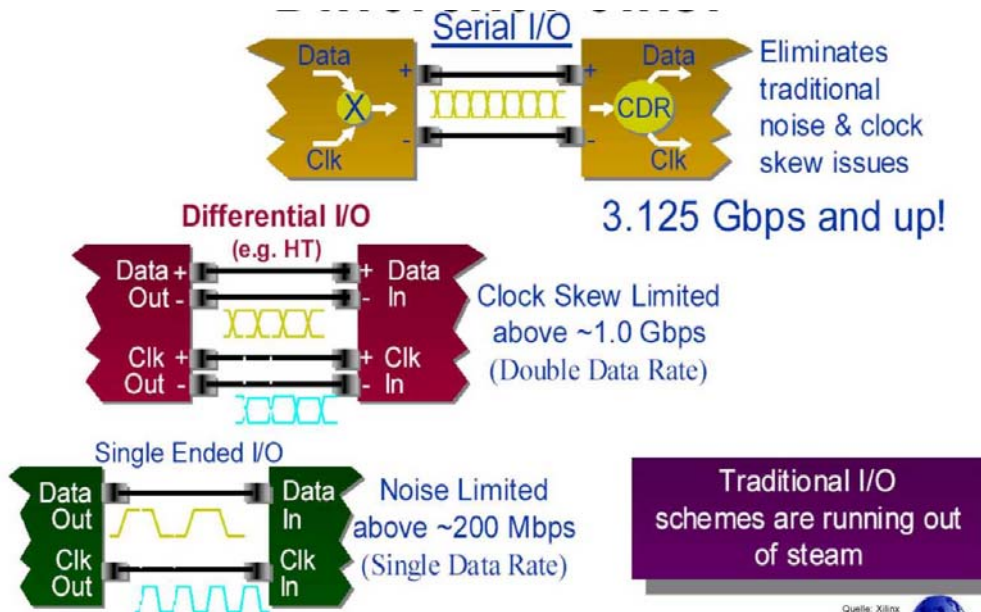 Serial I/O
Data
Clk
X
+
-
+
-
CDR
Data
Clk
Eliminates
traditional
noise & clock
skew issues
3.125 Gbps and up!
Differential I/O
(e.g. HT)
Data +
Out -
Clk +
Out -
+ Data
- In
+ Clk
- In
Clock Skew Limited
above ~1.0 Gbps
(Double Data Rate)
Single Ended I/O
Data
Out
Clk
Out
Data
In
Clk
In
Noise Limited
above ~200 Mbps
(Single Data Rate)
Traditional I/O
schemes are running out
of steam
Quelle: Xilinx